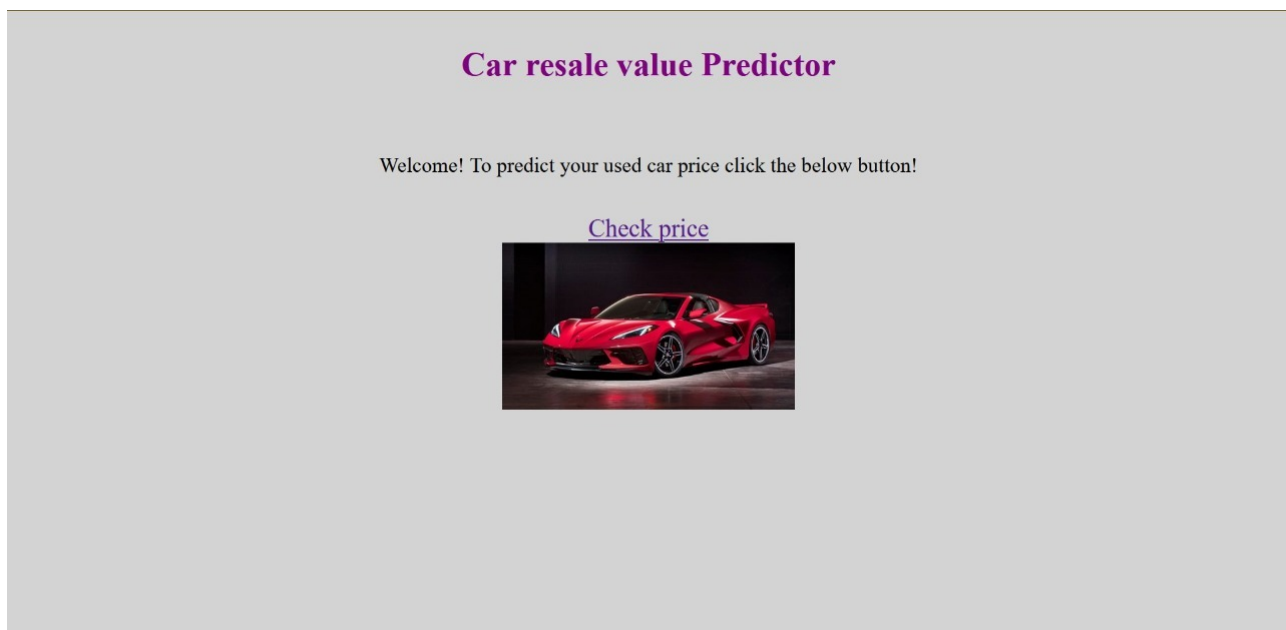 Car resale value Predictor
Welcome! To predict your used car price click the below button!
Check price